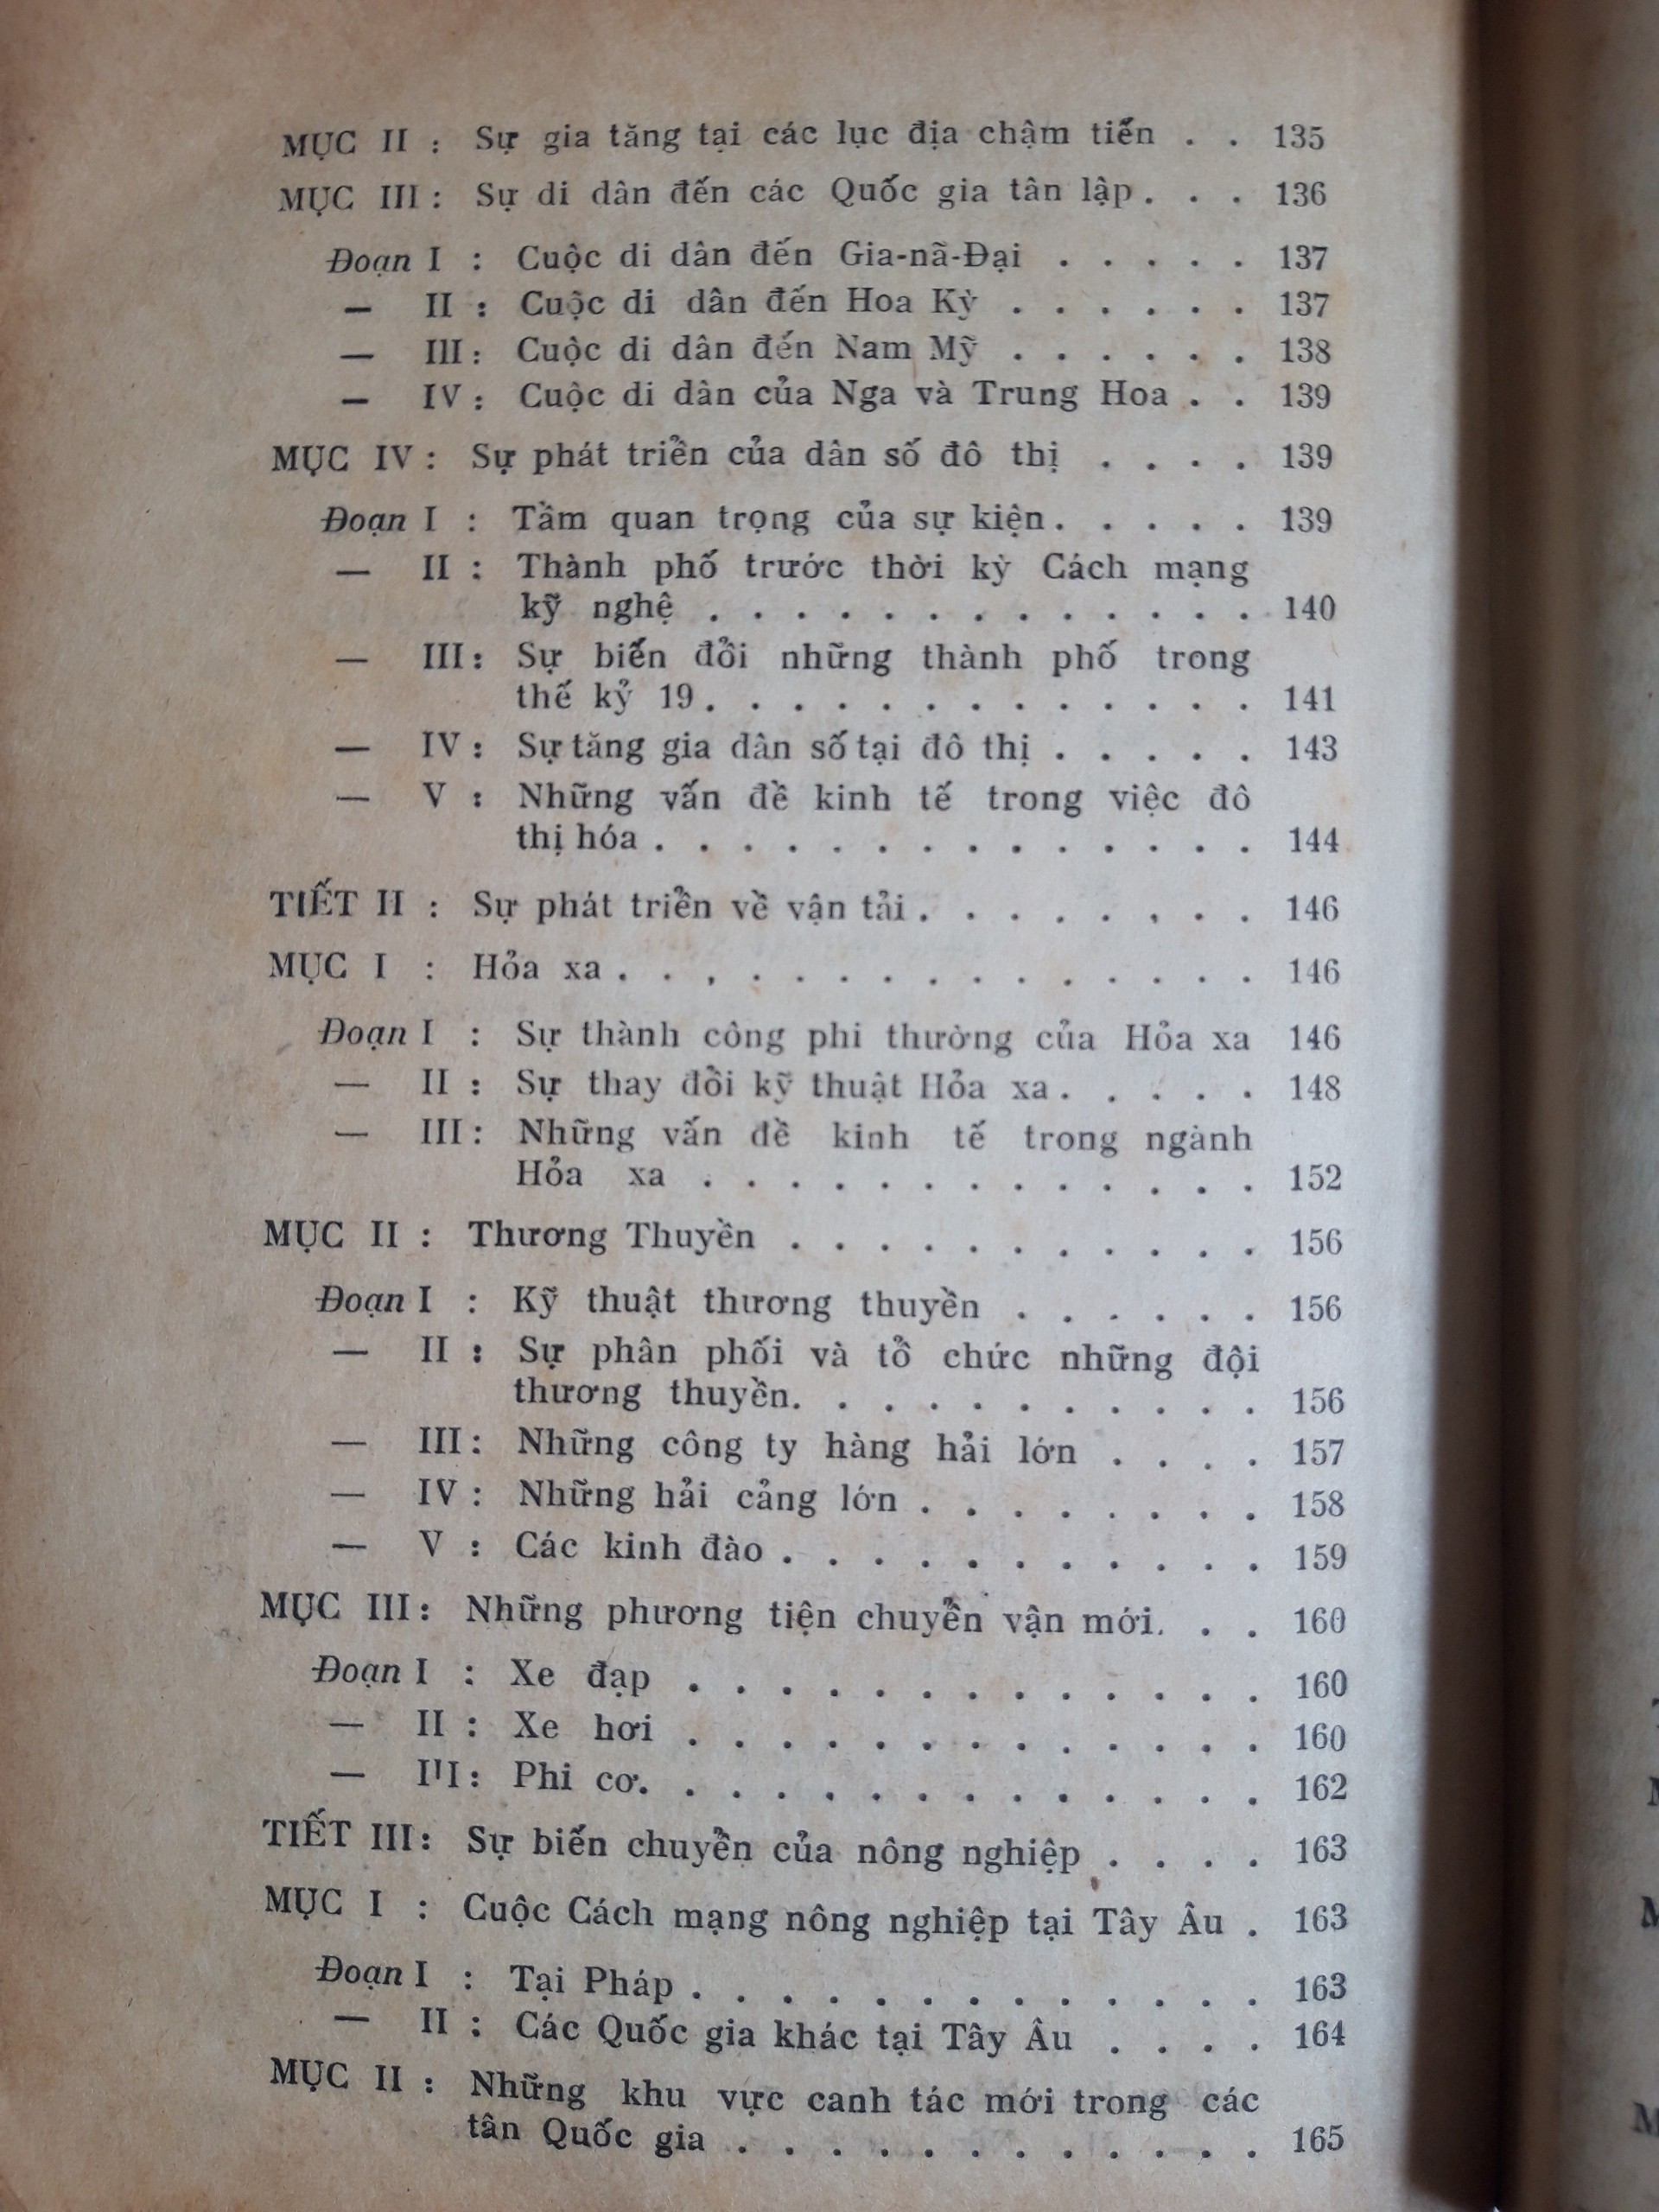 MỤC II : Sự gia tăng tại các lục địa chậm tiến . . 135
MỤC III : Sự di dân đến các Quốc gia tân lập . . . 136
Đoạn I : Cuộc di dân đến Gia-nã-Đại . . . . . 137
— II : Cuộc di dân đến Hoa Kỳ . . . . . . 137
— III : Cuộc di dân đến Nam Mỹ . . . . . . 138
— IV : Cuộc di dân của Nga và Trung Hoa . . 139
MỤC IV : Sự phát triển của dân số đô thị . . . . 139
Đoạn I : Tầm quan trọng của sự kiện . . . . . 139
— II : Thành phố trước thời kỳ Cách mạng
kỹ nghệ . . . . . . . . . . . . . 140
— III : Sự biến đổi những thành phố trong
thế kỷ 19 . . . . . . . . . . . . . 141
— IV : Sự tăng gia dân số tại đô thị . . . . . 143
— V : Những vấn đề kinh tế trong việc đô
thị hóa . . . . . . . . . . . . . . 144
TIẾT II : Sự phát triển về vận tải . . . . . . . . 146
MỤC I : Hỏa xa . . . . . . . . . . . . . . . 146
Đoạn I : Sự thành công phi thường của Hỏa xa 146
— II : Sự thay đổi kỹ thuật Hỏa xa . . . . . 148
— III : Những vấn đề kinh tế trong ngành
Hỏa xa . . . . . . . . . . . . . 152
MỤC II : Thương Thuyền . . . . . . . . . . . 156
Đoạn I : Kỹ thuật thương thuyền . . . . . . 156
— II : Sự phân phối và tổ chức những đội
thương thuyền . . . . . . . . . . . 156
— III : Những công ty hàng hải lớn . . . . 157
— IV : Những hải cảng lớn . . . . . . . . 158
— V : Các kinh đào . . . . . . . . . . . 159
MỤC III : Những phương tiện chuyển vận mới . . . 160
Đoạn I : Xe đạp . . . . . . . . . . . . . 160
— II : Xe hơi . . . . . . . . . . . . . 160
— III : Phi cơ . . . . . . . . . . . . . . 162
TIẾT III : Sự biến chuyển của nông nghiệp . . . . 163
MỤC I : Cuộc Cách mạng nông nghiệp tại Tây Âu . 163
Đoạn I : Tại Pháp . . . . . . . . . . . . . 163
— II : Các Quốc gia khác tại Tây Âu . . . . 164
MỤC II : Những khu vực canh tác mới trong các
tân Quốc gia . . . . . . . . . . . . 165